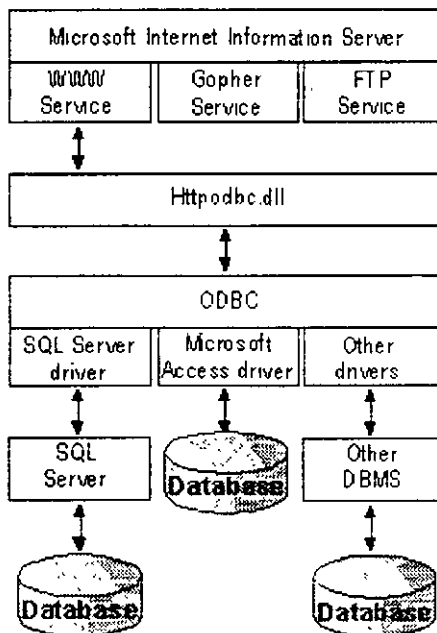 Microsoft Internet Information Server
WWW
Service
Gopher
Service
FTP
Service
Httpodbc.dll
ODBC
SQL Server
driver
Microsoft
Access driver
Other
drivers
SQL
Server
Database
Other
DBMS
Database
Database